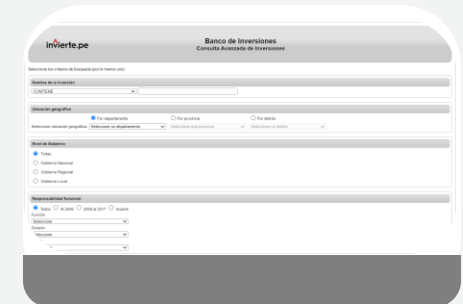 invierte.pe
Banco de Inversiones
Consulta Avanzada de Inversiones
Seleccione los criterios de búsqueda (por lo menos uno)
Nombre de la Inversión
CONTIENE
Ubicación geográfica
Por departamento Por provincia Por distrito
Seleccione ubicación geográfica Seleccione un departamento Seleccione una provincia Seleccione un distrito
Nivel de Gobierno
Todos
Gobierno Nacional
Gobierno Regional
Gobierno Local
Responsabilidad funcional
Todos Al 2008 2009 al 2017 Invierte
Función
Seleccione
División